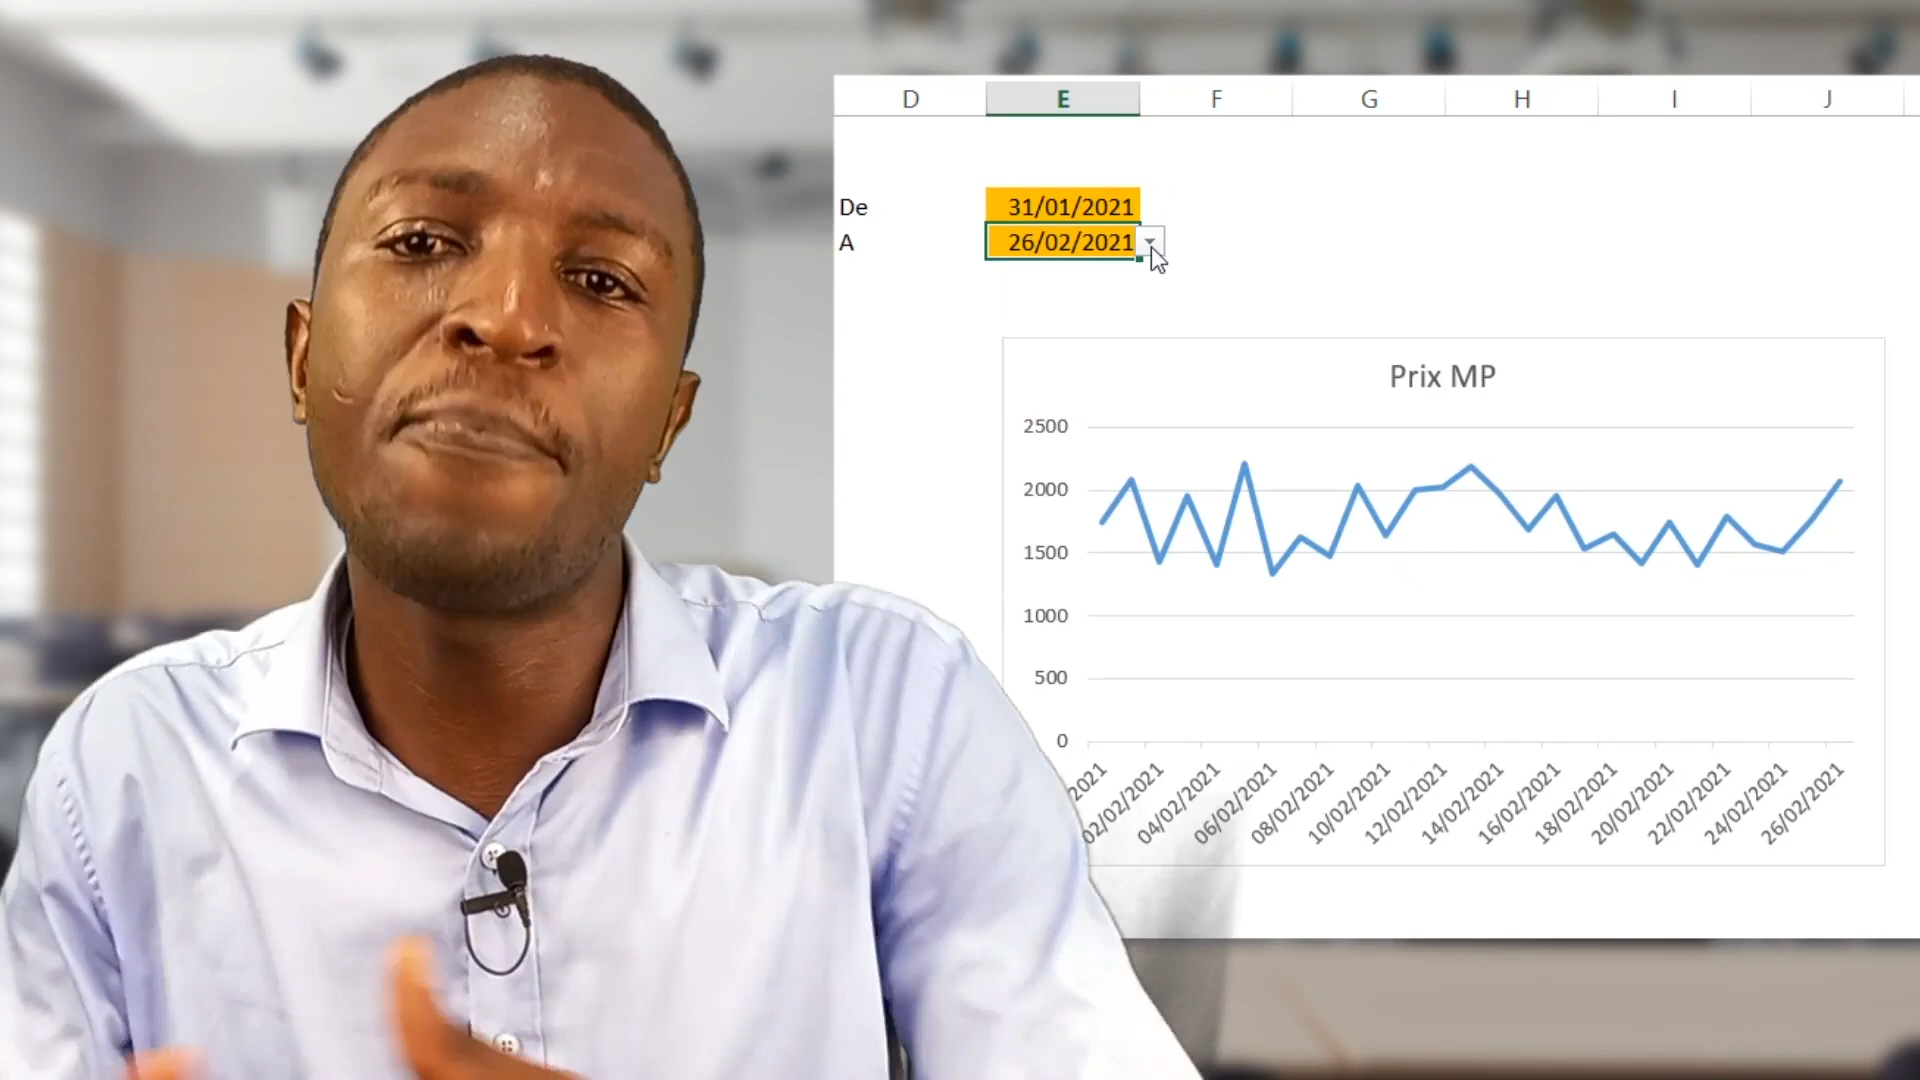 D E F G H I J
De 31/01/2021
A 26/02/2021
Prix MP
2500
2000
1500
1000
500
0
02/02/2021 04/02/2021 06/02/2021 08/02/2021 10/02/2021 12/02/2021 14/02/2021 16/02/2021 18/02/2021 20/02/2021 22/02/2021 24/02/2021 26/02/2021